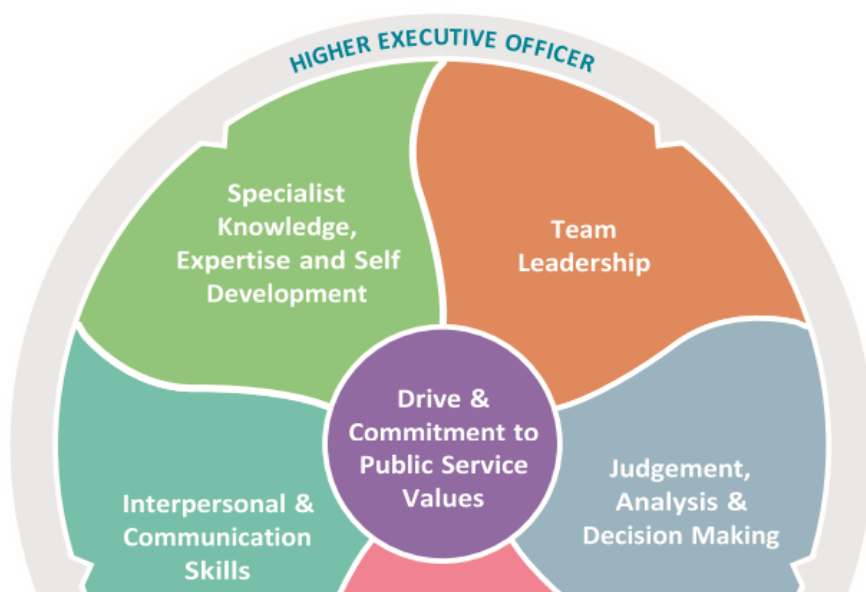 HIGHER EXECUTIVE OFFICER
Specialist
Knowledge,
Expertise and Self
Development
Team
Leadership
Drive &
Commitment to
Public Service
Values
Interpersonal &
Communication
Skills
Judgement,
Analysis &
Decision Making